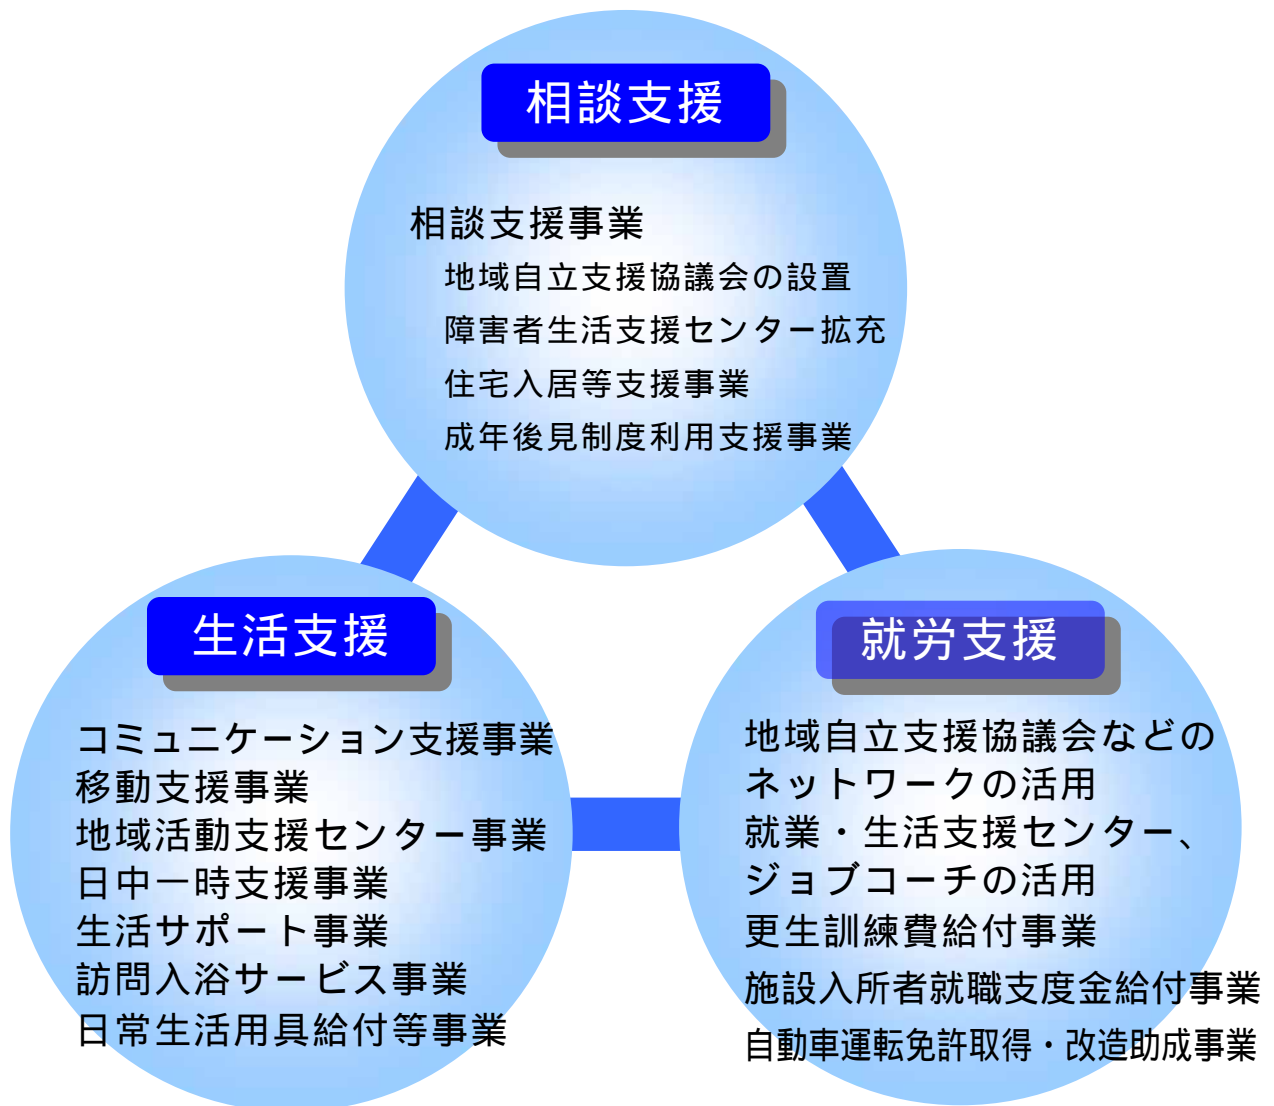 相談支援
相談支援事業
地域自立支援協議会の設置
障害者生活支援センター拡充
住宅入居等支援事業
成年後見制度利用支援事業
生活支援
コミュニケーション支援事業
移動支援事業
地域活動支援センター事業
日中一時支援事業
生活サポート事業
訪問入浴サービス事業
日常生活用具給付等事業
就労支援
地域自立支援協議会などの
ネットワークの活用
就業・生活支援センター、
ジョブコーチの活用
更生訓練費給付事業
施設入所者就職支度金給付事業
自動車運転免許取得・改造助成事業